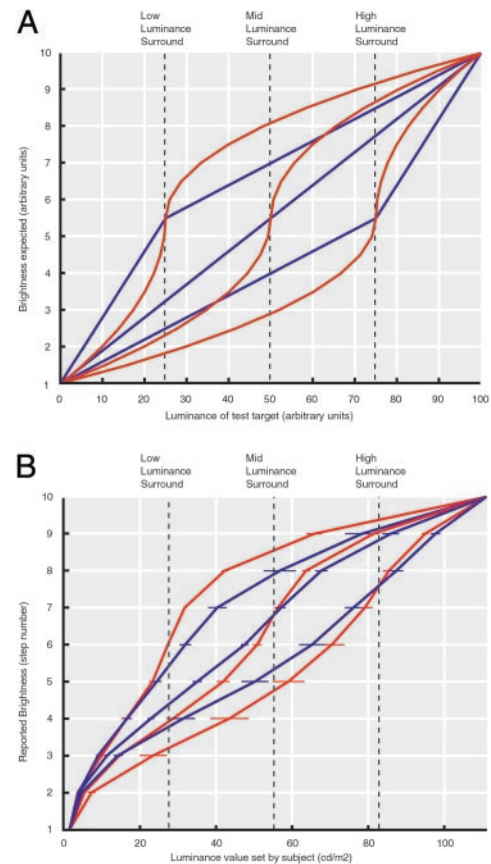 A
Low
Luminance
Surround
Mid
Luminance
Surround
High
Luminance
Surround
Brightness expected (arbitrary units)
10
9
8
7
6
5
4
3
2
1
0
10
20
30
40
50
60
70
80
90
100
Luminance of test target (arbitrary units)
B
Low
Luminance
Surround
Mid
Luminance
Surround
High
Luminance
Surround
Reported Brightness (step number)
10
9
8
7
6
5
4
3
2
1
0
20
40
60
80
100
Luminance value set by subject (cd/m2)